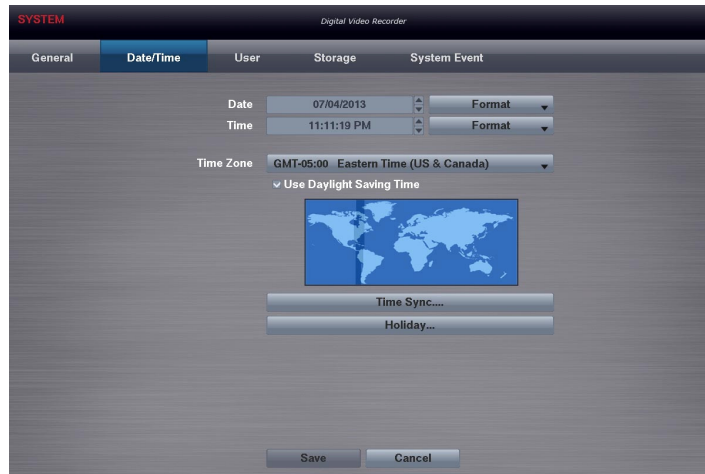 SYSTEM
Digital Video Recorder
General Date/Time User Storage System Event
Date 07/04/2013 Format
Time 11:11:19 PM Format
Time Zone GMT-05:00 Eastern Time (US & Canada)
Use Daylight Saving Time
Time Sync....
Holiday...
Save Cancel